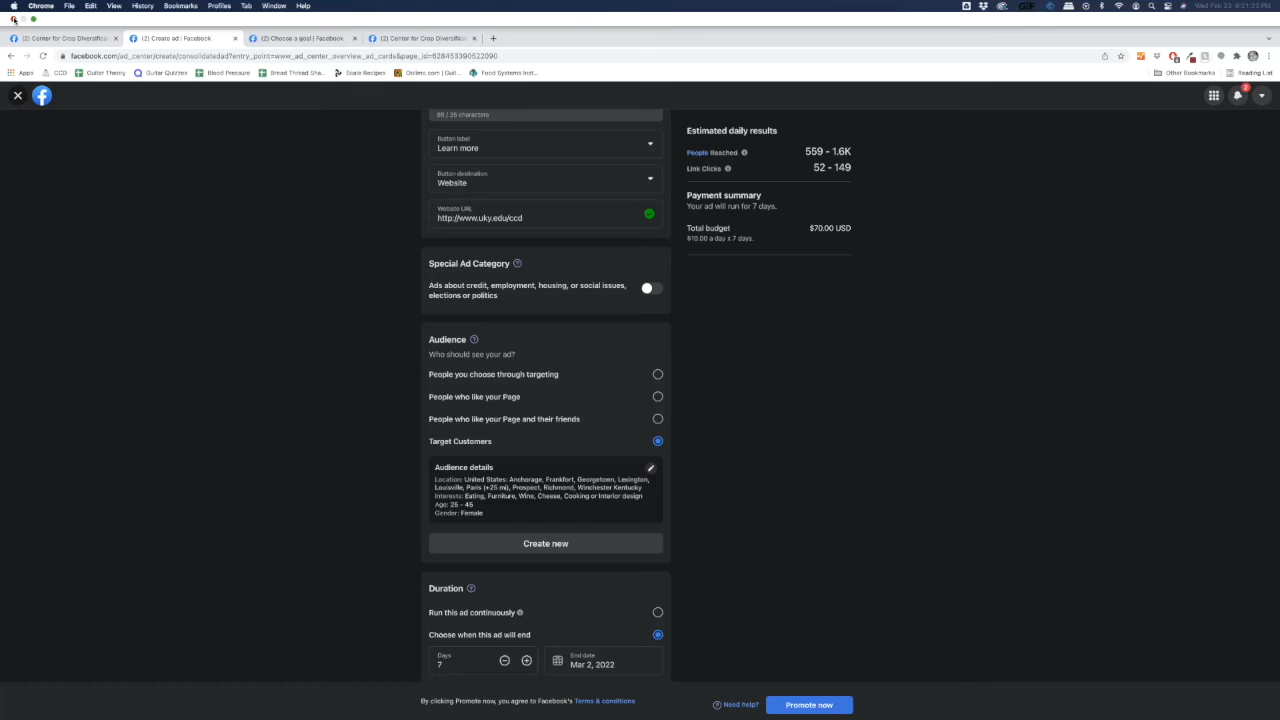 Chrome File Edit View History Bookmarks Profiles Tab Window Help
GIF
Wed Feb 23
(2) Center for Crop Diversific
(2) Create ad | Facebook
(2) Choose a goal | Facebook
(2) Center for Crop Diversific
facebook.com/ad_center/create/consolidatedad?entry_point=www_ad_center_overview_ad_cards&page_id=628453390522090
Apps CCD Guitar Theory Guitar Quizzes Blood Pressure Bread Thread Sha... Scale Recipes Food Systems Inst... Other Bookmarks Reading List
2
69 / 25 characters
Button label
Learn more
Button destination
Website
Website URL
http://www.uky.edu/ccd
Special Ad Category
Ads about credit, employment, housing, or social issues,
elections or politics
Audience
Who should see your ad?
People you choose through targeting
People who like your Page
People who like your Page and their friends
Target Customers
Audience details
Location: United States: Anchorage, Frankfort, Georgetown, Lexington,
Louisville, Paris (+25 mi), Prospect, Richmond, Winchester Kentucky
Interests: Eating, Furniture, Wine, Cheese, Cooking or Interior design
Age: 25 - 45
Gender: Female
Create new
Duration
Run this ad continuously
Choose when this ad will end
Days
7
End date
Mar 2, 2022
Estimated daily results
People Reached 559 - 1.6K
Link Clicks 52 - 149
Payment summary
Your ad will run for 7 days.
Total budget $70.00 USD
$10.00 a day x 7 days.
By clicking Promote now, you agree to Facebook's Terms & conditions
Need help?
Promote now